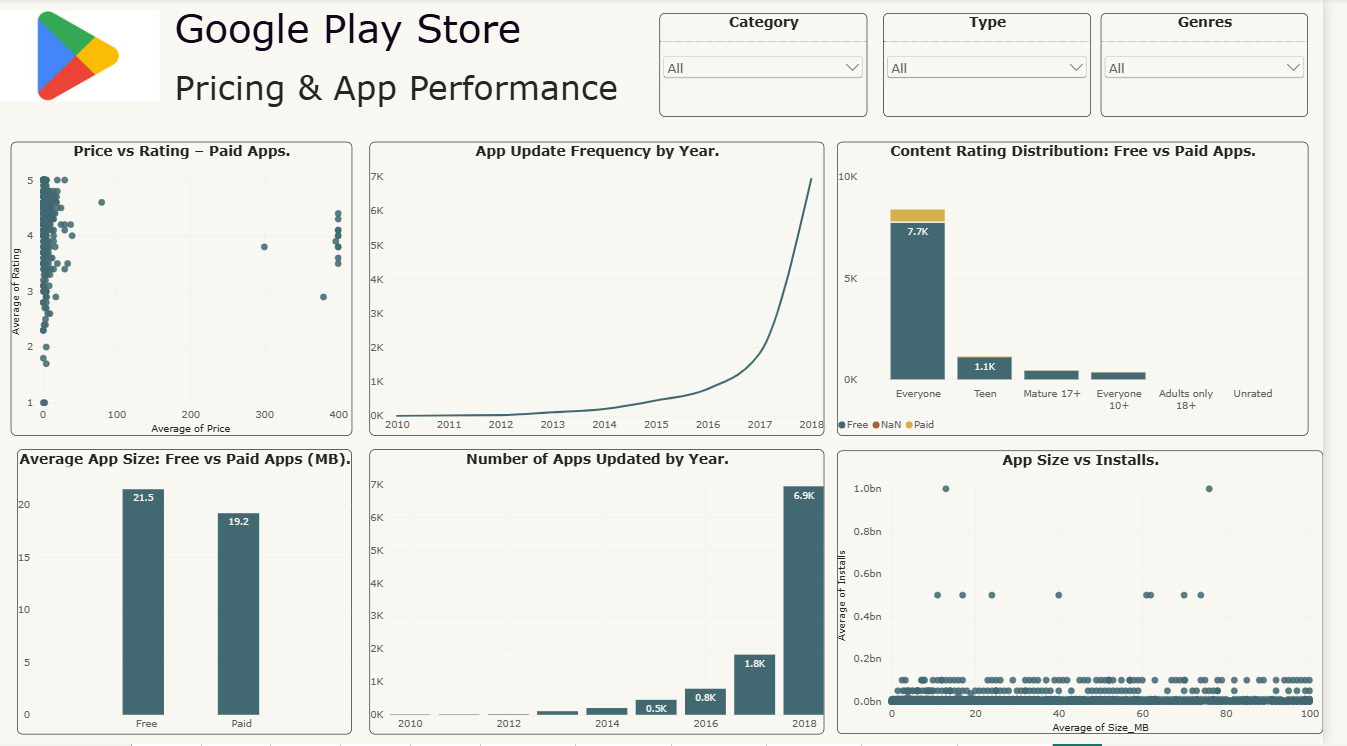 Google Play Store
Pricing & App Performance
Category
All
Type
All
Genres
All
Price vs Rating – Paid Apps.
5
4
3
2
1
0
100
200
300
400
Average of Rating
Average of Price
App Update Frequency by Year.
7K
6K
5K
4K
3K
2K
1K
0K
2010
2011
2012
2013
2014
2015
2016
2017
2018
Content Rating Distribution: Free vs Paid Apps.
10K
5K
0K
7.7K
1.1K
Everyone
Teen
Mature 17+
Everyone
10+
Adults only
18+
Unrated
Free
NaN
Paid
Average App Size: Free vs Paid Apps (MB).
20
15
10
5
0
21.5
19.2
Free
Paid
Number of Apps Updated by Year.
7K
6K
5K
4K
3K
2K
1K
0K
0.5K
0.8K
1.8K
6.9K
2010
2012
2014
2016
2018
App Size vs Installs.
1.0bn
0.8bn
0.6bn
0.4bn
0.2bn
0.0bn
0
20
40
60
80
100
Average of Installs
Average of Size_MB